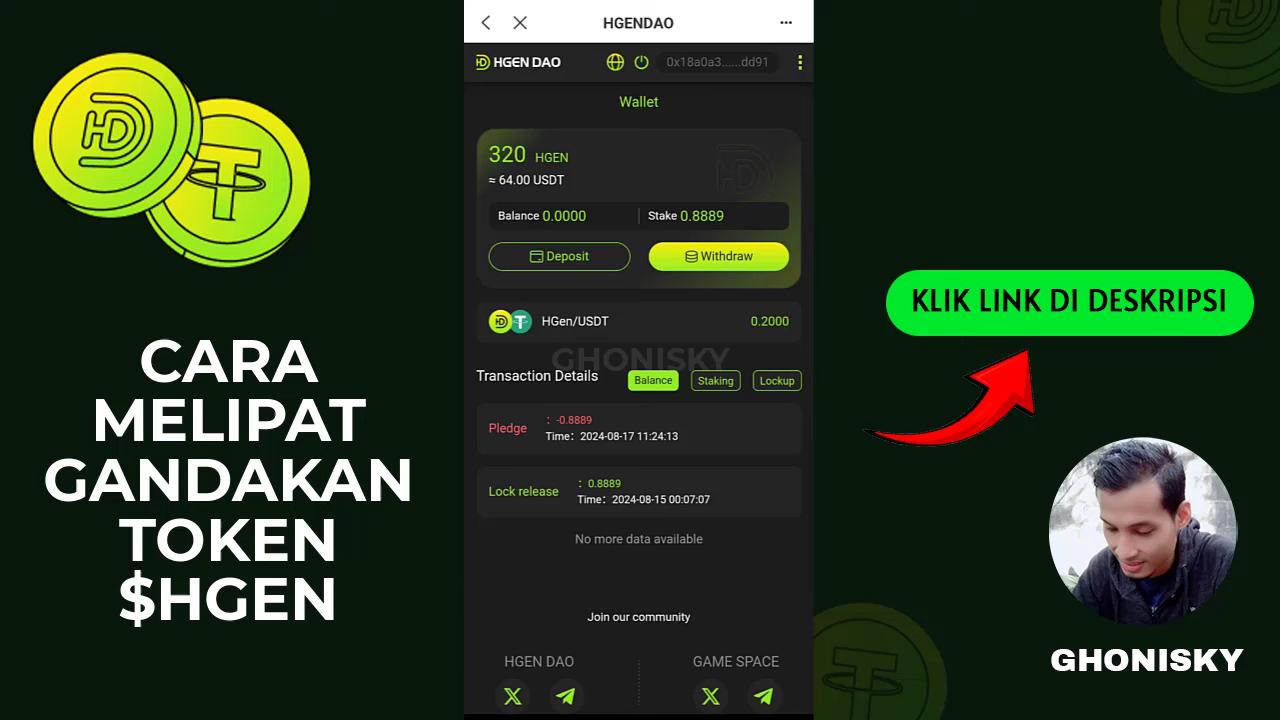 HGENDAO
HGEN DAO
0x18a0a3......dd91
Wallet
320 HGEN
≈ 64.00 USDT
Balance 0.0000
Stake 0.8889
Deposit
Withdraw
HGen/USDT
0.2000
GHONISKY
Transaction Details
Balance
Staking
Lockup
Pledge
: -0.8889
Time: 2024-08-17 11:24:13
Lock release
: 0.8889
Time: 2024-08-15 00:07:07
No more data available
Join our community
HGEN DAO
GAME SPACE
CARA
MELIPAT
GANDAKAN
TOKEN
$HGEN
KLIK LINK DI DESKRIPSI
GHONISKY